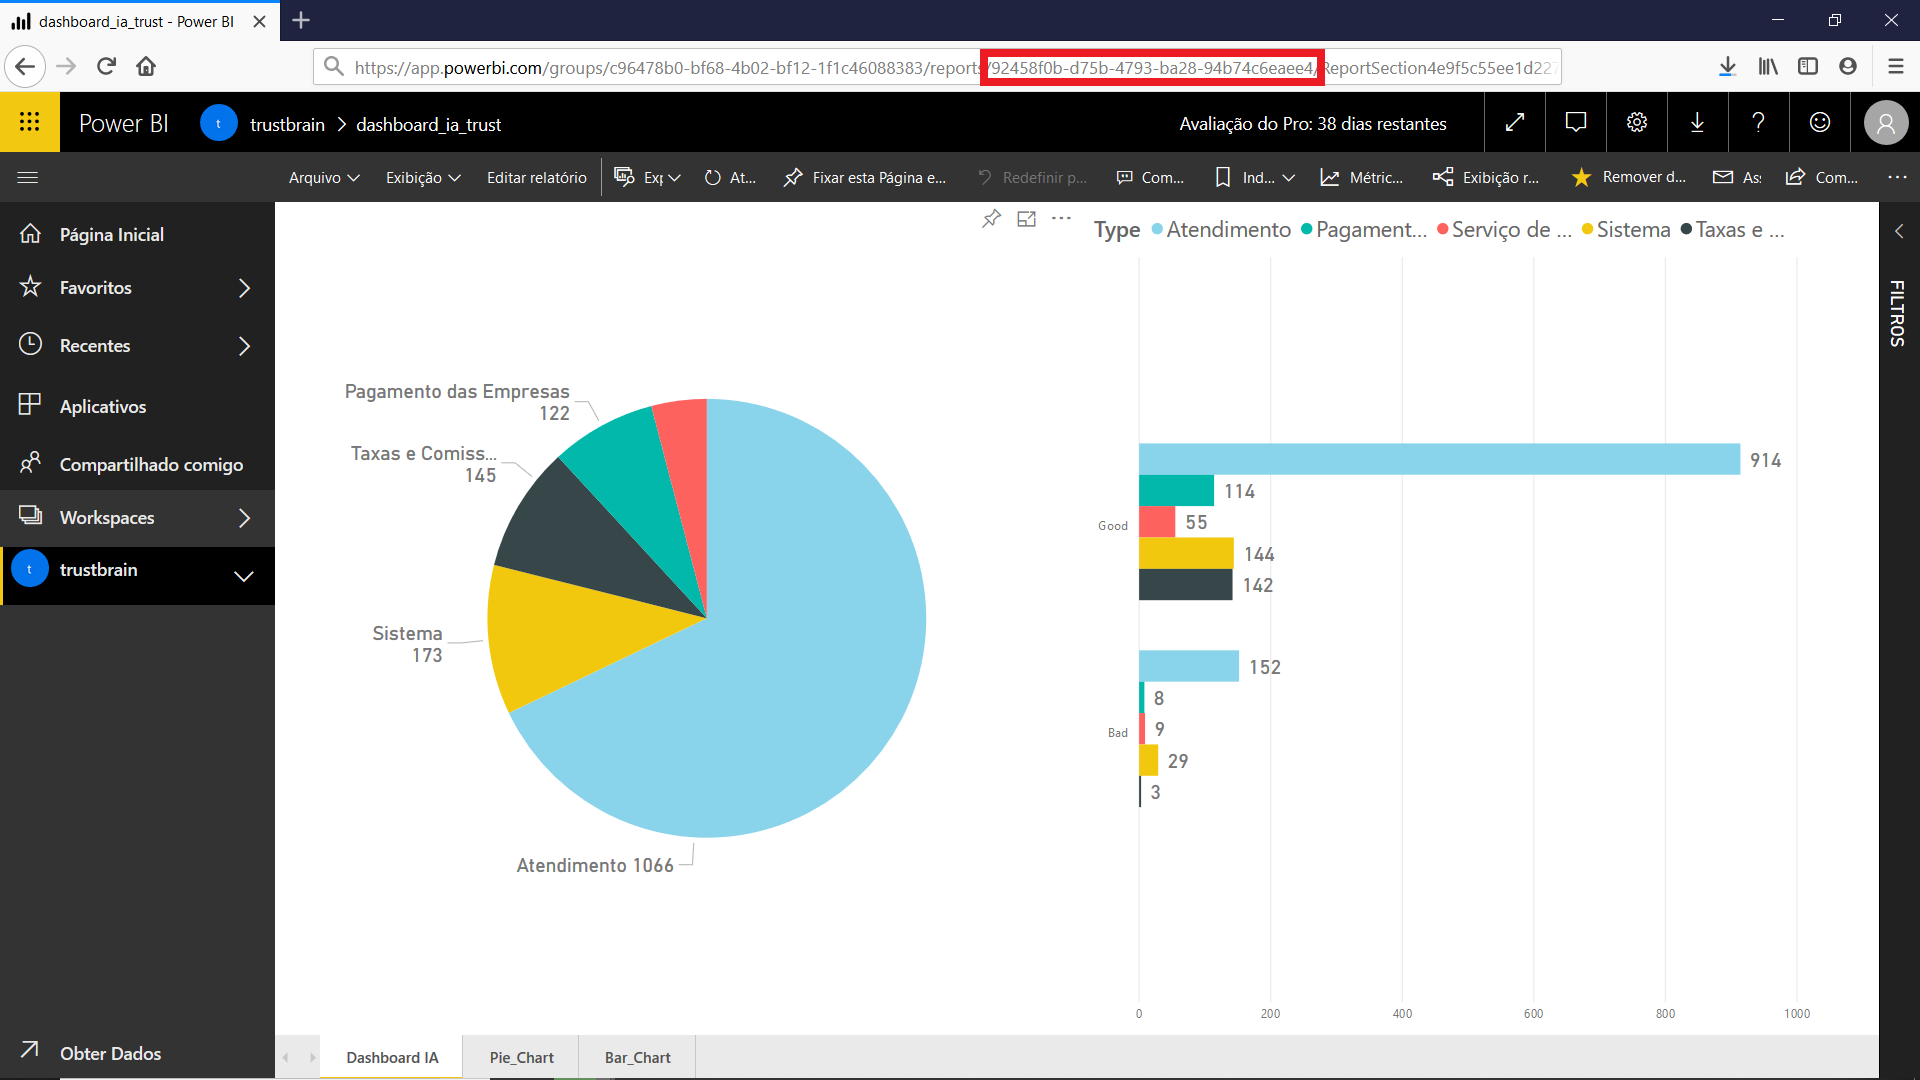 dashboard_ia_trust - Power BI
https://app.powerbi.com/groups/c96478b0-bf68-4b02-bf12-1f1c46088383/reports/92458f0b-d75b-4793-ba28-94b74c6eaee4/ReportSection4e9f5c55ee1d227
Power BI
t
trustbrain > dashboard_ia_trust
Avaliação do Pro: 38 dias restantes
Arquivo
Exibição
Editar relatório
Exp
At...
Fixar esta Página e...
Redefinir p...
Com...
Ind...
Métric...
Exibição r...
Remover d...
Ass
Com...
Página Inicial
Favoritos
Recentes
Aplicativos
Compartilhado comigo
Workspaces
t
trustbrain
Obter Dados
Pagamento das Empresas
122
Taxas e Comiss...
145
Sistema
173
Atendimento 1066
Type Atendimento Pagament... Serviço de ... Sistema Taxas e ...
Good
914
114
55
144
142
Bad
152
8
9
29
3
0 200 400 600 800 1000
FILTROS
Dashboard IA
Pie_Chart
Bar_Chart